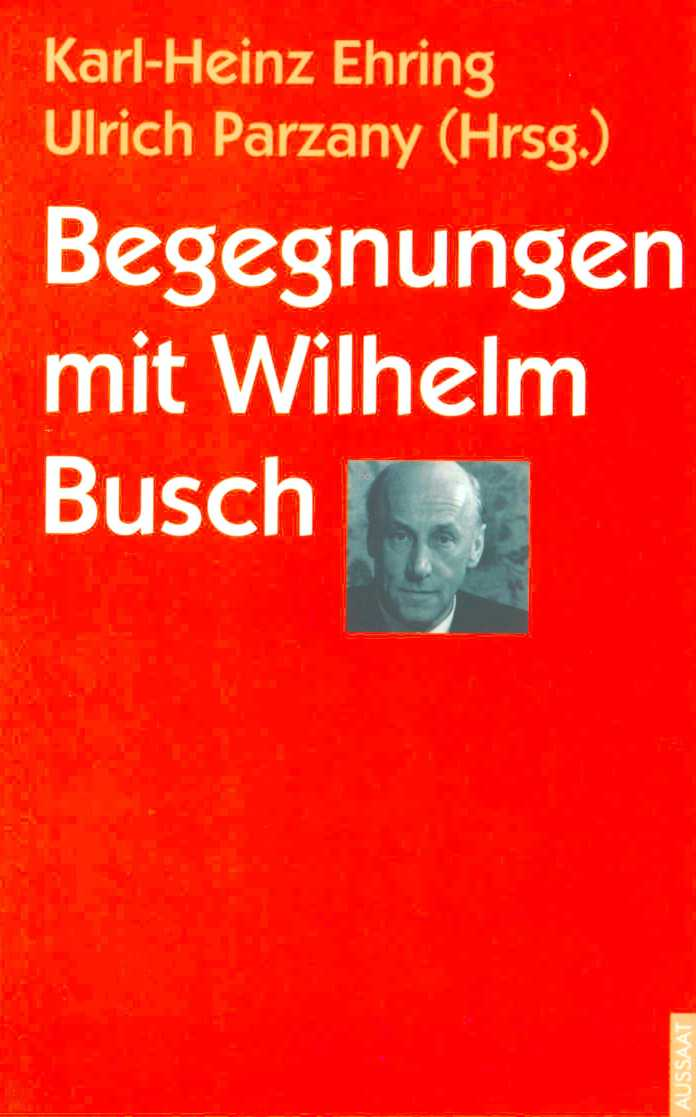 Karl-Heinz Ehring
Ulrich Parzany (Hrsg.)
Begegnungen
mit Wilhelm
Busch
AUSSAAT